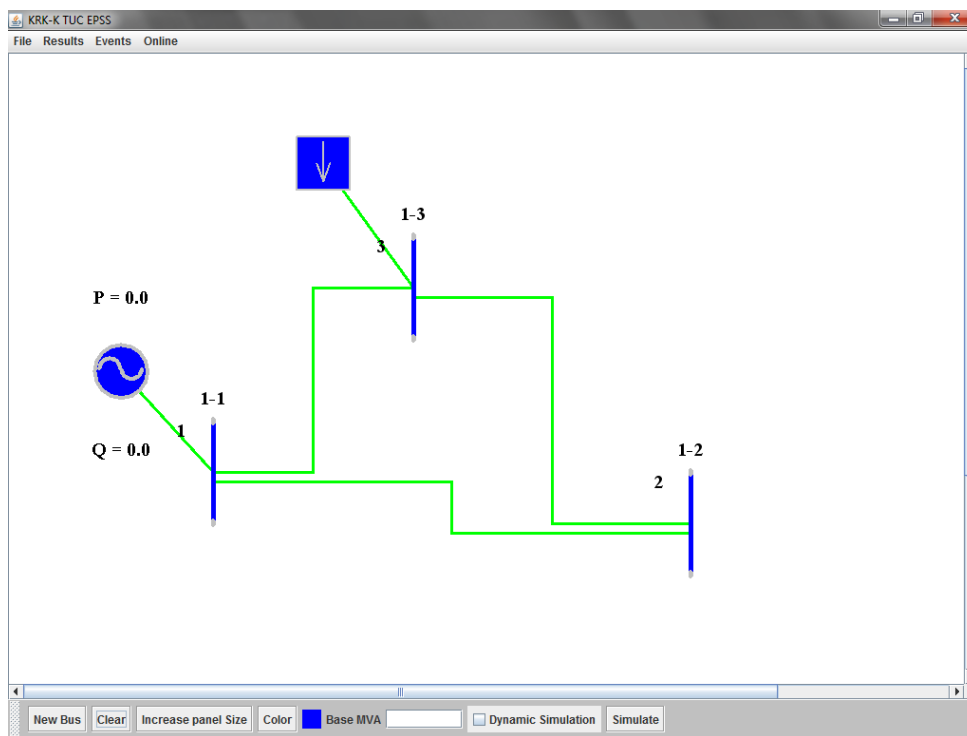 KRK-K TUC EPSS
File Results Events Online
1-3
3
P = 0.0
1-1
1
Q = 0.0
1-2
2
New Bus Clear Increase panel Size Color Base MVA Dynamic Simulation Simulate